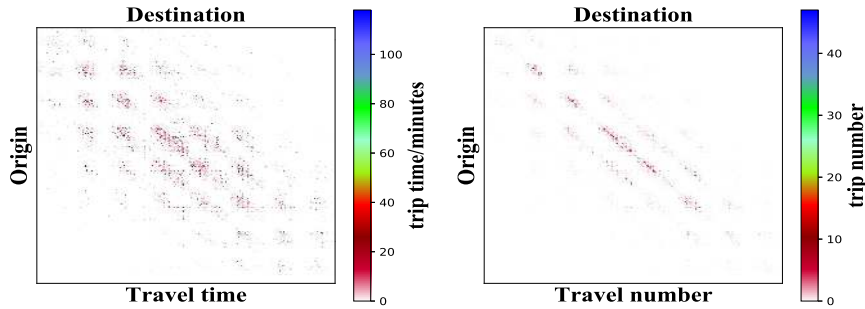 Destination
Origin
Travel time
100
80
60
40
20
0
trip time/minutes
Destination
Origin
Travel number
40
30
20
10
0
trip number